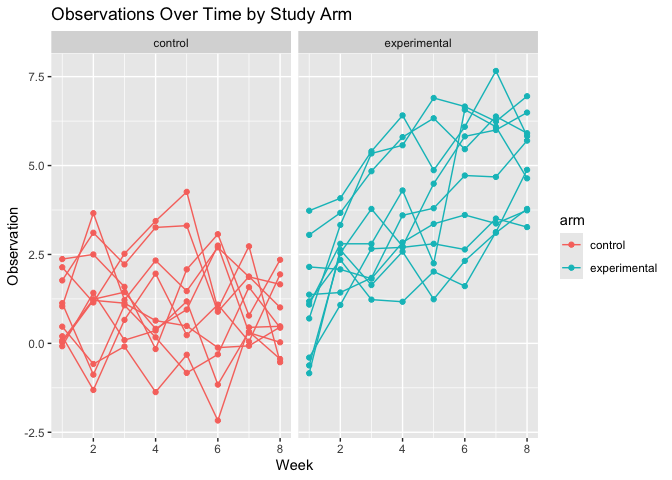 Observations Over Time by Study Arm
control
experimental
7.5
5.0
2.5
0.0
-2.5
Observation
2 4 6 8
2 4 6 8
Week
arm
control
experimental